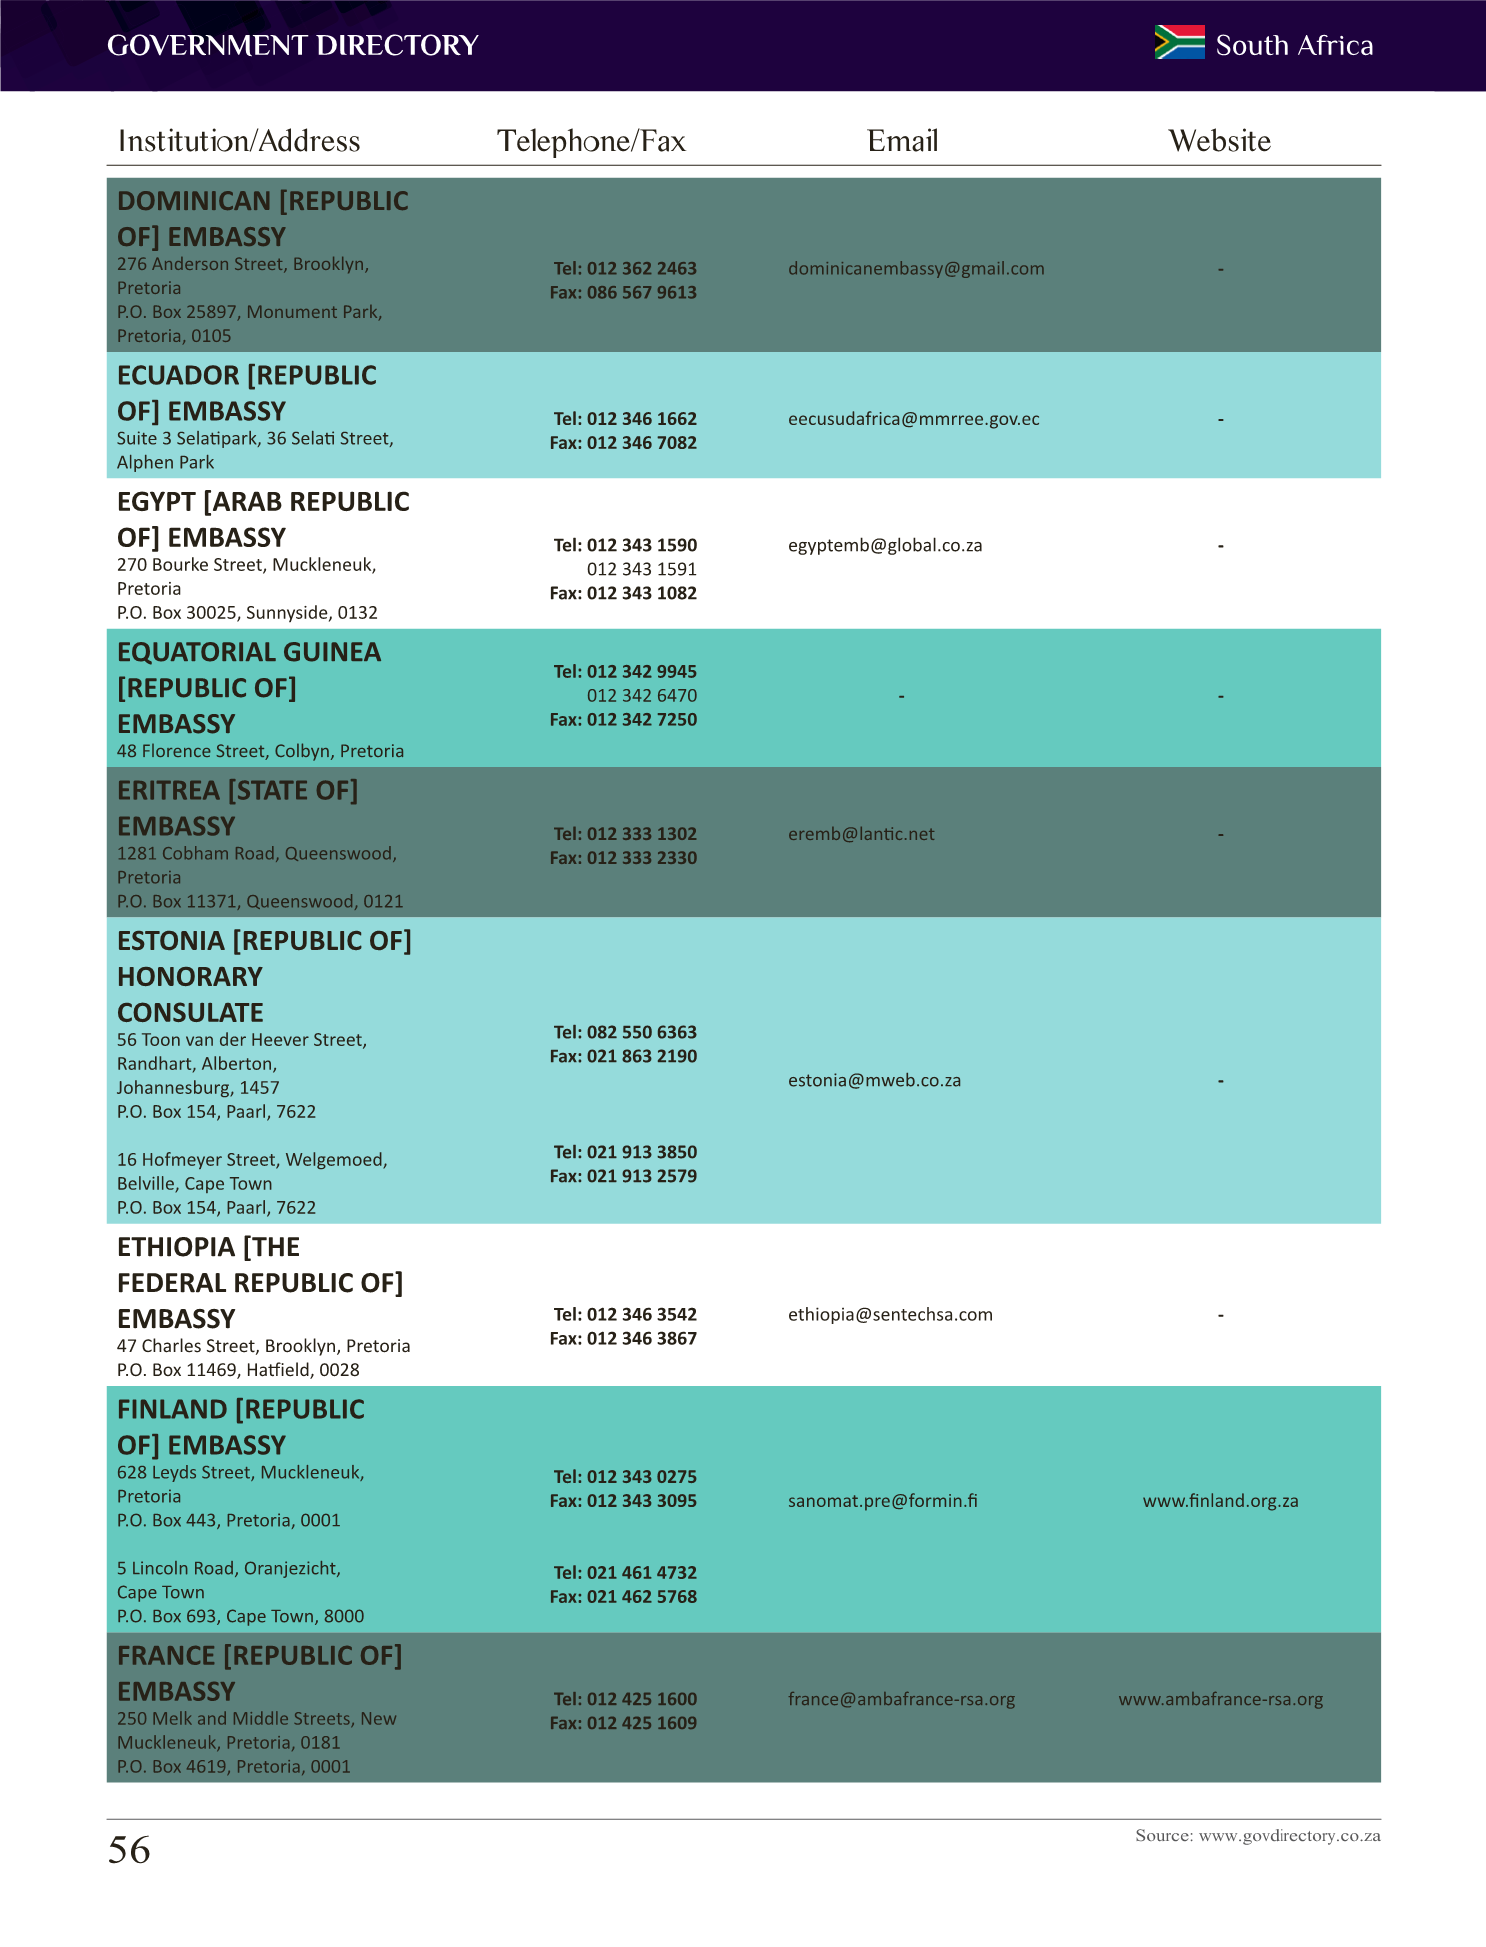 GOVERNMENT DIRECTORY
South Africa
Institution/Address
Telephone/Fax
Email
Website
DOMINICAN [REPUBLIC
OF] EMBASSY
276 Anderson Street, Brooklyn,
Pretoria
P.O. Box 25897, Monument Park,
Pretoria, 0105
Tel: 012 362 2463
Fax: 086 567 9613
dominicanembassy@gmail.com
-
ECUADOR [REPUBLIC
OF] EMBASSY
Suite 3 Selatipark, 36 Selati Street,
Alphen Park
Tel: 012 346 1662
Fax: 012 346 7082
eecusudafrica@mmrree.gov.ec
-
EGYPT [ARAB REPUBLIC
OF] EMBASSY
270 Bourke Street, Muckleneuk,
Pretoria
P.O. Box 30025, Sunnyside, 0132
Tel: 012 343 1590
012 343 1591
Fax: 012 343 1082
egyptemb@global.co.za
-
EQUATORIAL GUINEA
[REPUBLIC OF]
EMBASSY
48 Florence Street, Colbyn, Pretoria
Tel: 012 342 9945
012 342 6470
Fax: 012 342 7250
-
-
ERITREA [STATE OF]
EMBASSY
1281 Cobham Road, Queenswood,
Pretoria
P.O. Box 11371, Queenswood, 0121
Tel: 012 333 1302
Fax: 012 333 2330
eremb@lantic.net
-
ESTONIA [REPUBLIC OF]
HONORARY
CONSULATE
56 Toon van der Heever Street,
Randhart, Alberton,
Johannesburg, 1457
P.O. Box 154, Paarl, 7622
16 Hofmeyer Street, Welgemoed,
Belville, Cape Town
P.O. Box 154, Paarl, 7622
Tel: 082 550 6363
Fax: 021 863 2190
Tel: 021 913 3850
Fax: 021 913 2579
estonia@mweb.co.za
-
ETHIOPIA [THE
FEDERAL REPUBLIC OF]
EMBASSY
47 Charles Street, Brooklyn, Pretoria
P.O. Box 11469, Hatfield, 0028
Tel: 012 346 3542
Fax: 012 346 3867
ethiopia@sentechsa.com
-
FINLAND [REPUBLIC
OF] EMBASSY
628 Leyds Street, Muckleneuk,
Pretoria
P.O. Box 443, Pretoria, 0001
5 Lincoln Road, Oranjezicht,
Cape Town
P.O. Box 693, Cape Town, 8000
Tel: 012 343 0275
Fax: 012 343 3095
Tel: 021 461 4732
Fax: 021 462 5768
sanomat.pre@formin.fi
www.finland.org.za
FRANCE [REPUBLIC OF]
EMBASSY
250 Melk and Middle Streets, New
Muckleneuk, Pretoria, 0181
P.O. Box 4619, Pretoria, 0001
Tel: 012 425 1600
Fax: 012 425 1609
france@ambafrance-rsa.org
www.ambafrance-rsa.org
56
Source: www.govdirectory.co.za